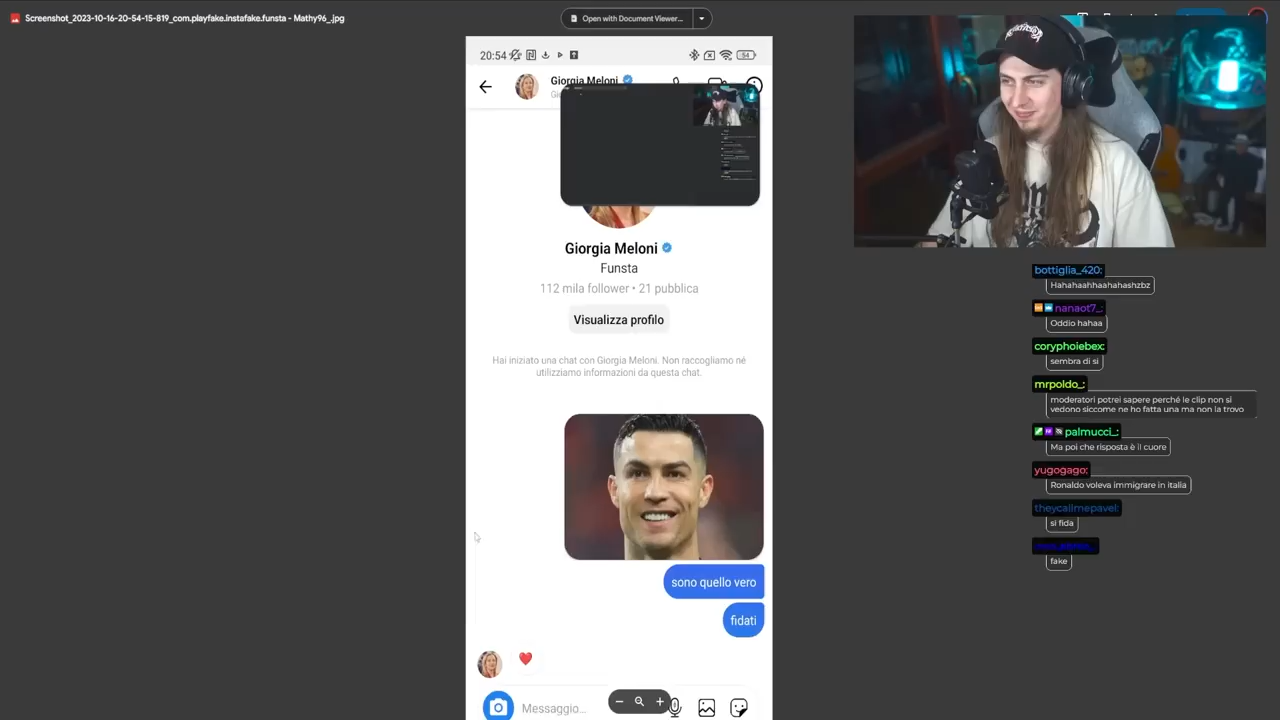 Screenshot_2023-10-16-20-54-15-819_com.playfake.instafake.funsta - Mathy96_.jpg
Open with Document Viewer...
20:54
54
Giorgia Meloni
Giorgia Meloni
Funsta
112 mila follower • 21 pubblica
Visualizza profilo
Hai iniziato una chat con Giorgia Meloni. Non raccogliamo né
utilizziamo informazioni da questa chat.
sono quello vero
fidati
Messaggio...
bottiglia_420:
Hahahaahhaahahashzbz
nanaot7_:
Oddio hahaa
coryphoiebex:
sembra di si
mrpoldo_:
moderatori potrei sapere perché le clip non si
vedono siccome ne ho fatta una ma non la trovo
palmucci_:
Ma poi che risposta è il cuore
yugogago:
Ronaldo voleva immigrare in italia
theycalimepavel:
si fida
fake